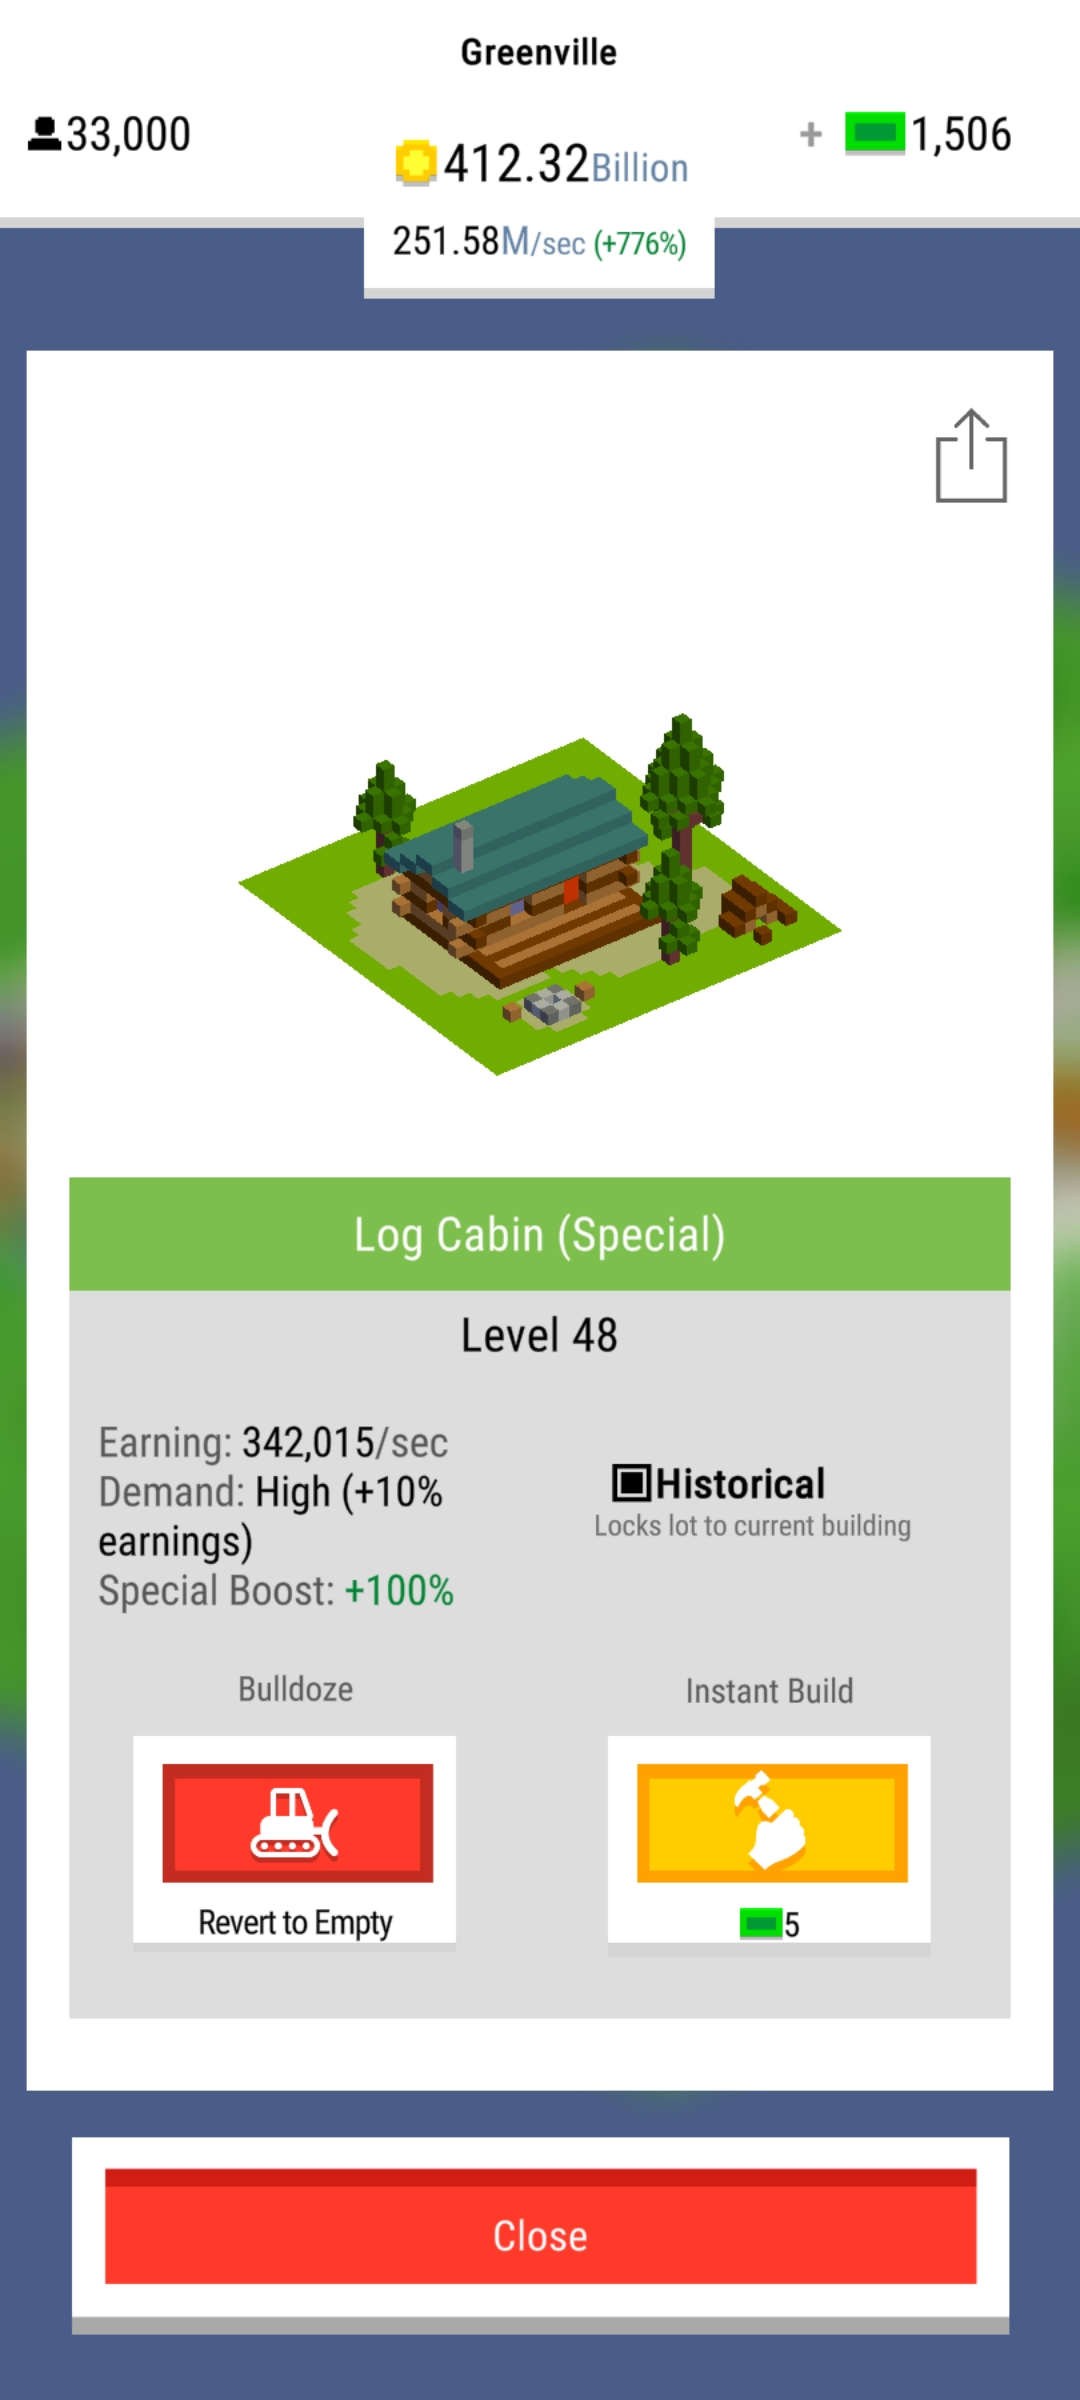 Greenville
33,000
412.32Billion
+ 1,506
251.58M/sec (+776%)
Log Cabin (Special)
Level 48
Earning: 342,015/sec
Demand: High (+10%
earnings)
Special Boost: +100%
Historical
Locks lot to current building
Bulldoze
Revert to Empty
Instant Build
5
Close